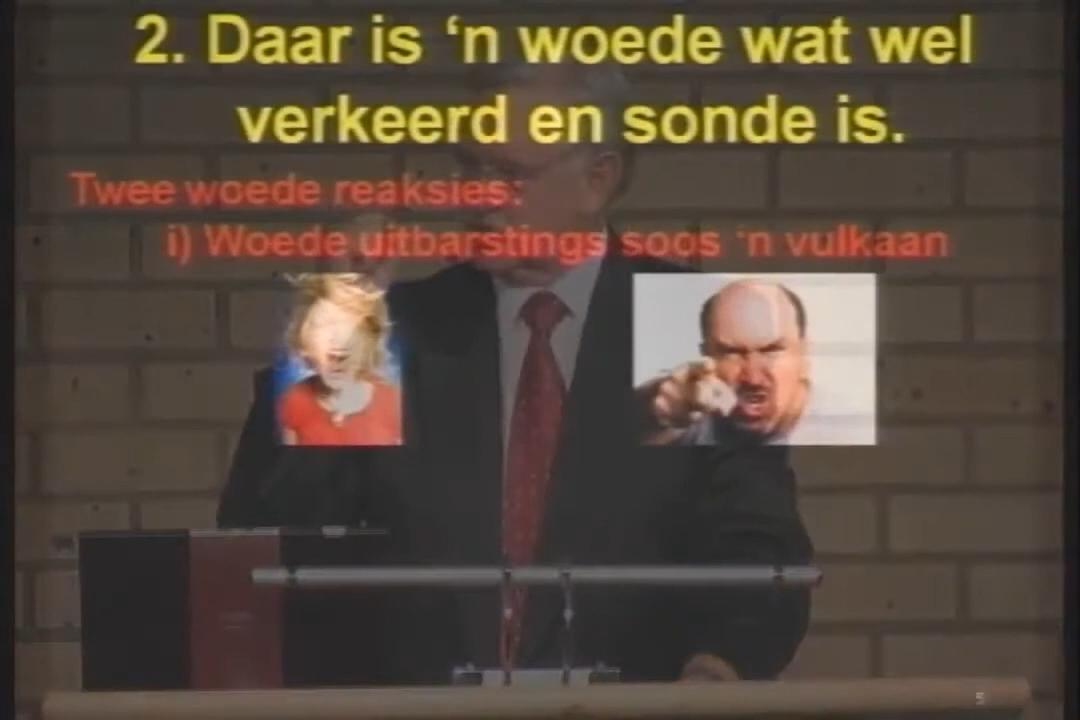 2. Daar is ‘n woede wat wel
verkeerd en sonde is.
Twee woede reaksies:
i) Woede uitbarstings soos ‘n vulkaan